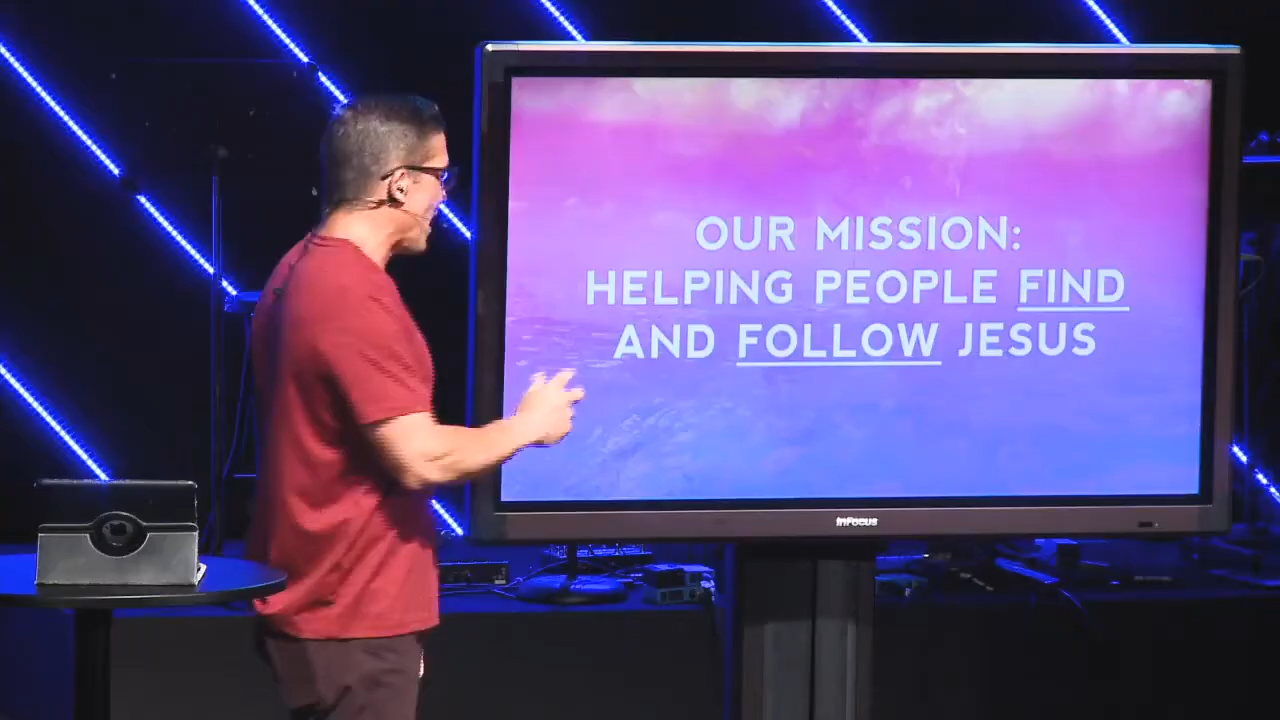 OUR MISSION:
HELPING PEOPLE FIND
AND FOLLOW JESUS
InFocus